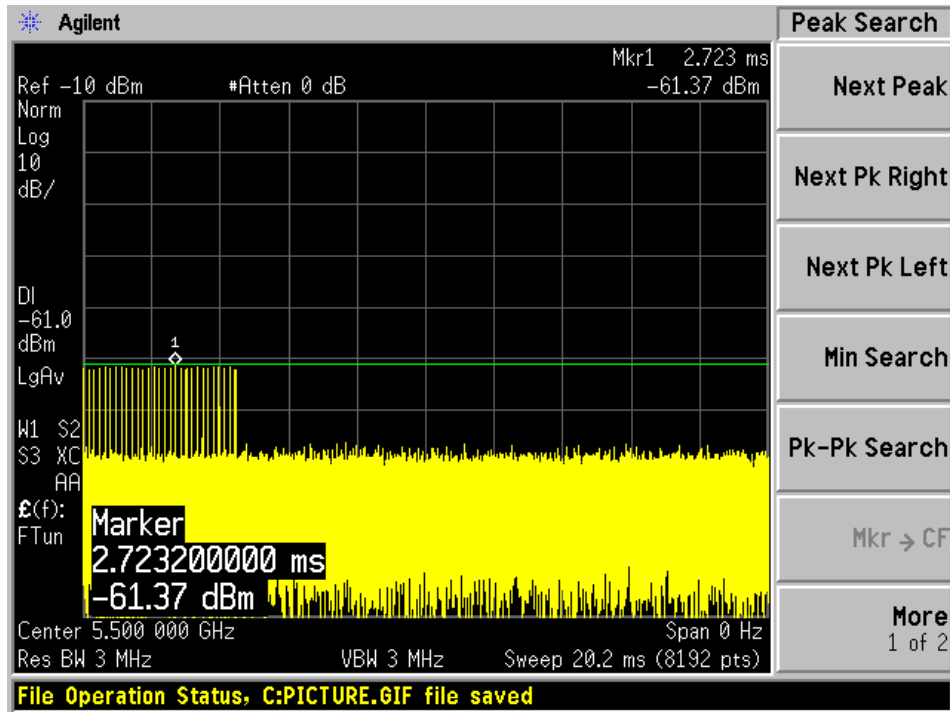 Agilent
Peak Search
Mkr1 2.723 ms
Ref -10 dBm #Atten 0 dB -61.37 dBm
Norm
Log
10
dB/
DI
-61.0
dBm
LgAv
1
W1 S2
S3 XC
AA
£(f):
FTun
Marker
2.723200000 ms
-61.37 dBm
Center 5.500 000 GHz Span 0 Hz
Res BW 3 MHz VBW 3 MHz Sweep 20.2 ms (8192 pts)
File Operation Status, C:PICTURE.GIF file saved
Next Peak
Next Pk Right
Next Pk Left
Min Search
Pk-Pk Search
Mkr → CF
More
1 of 2